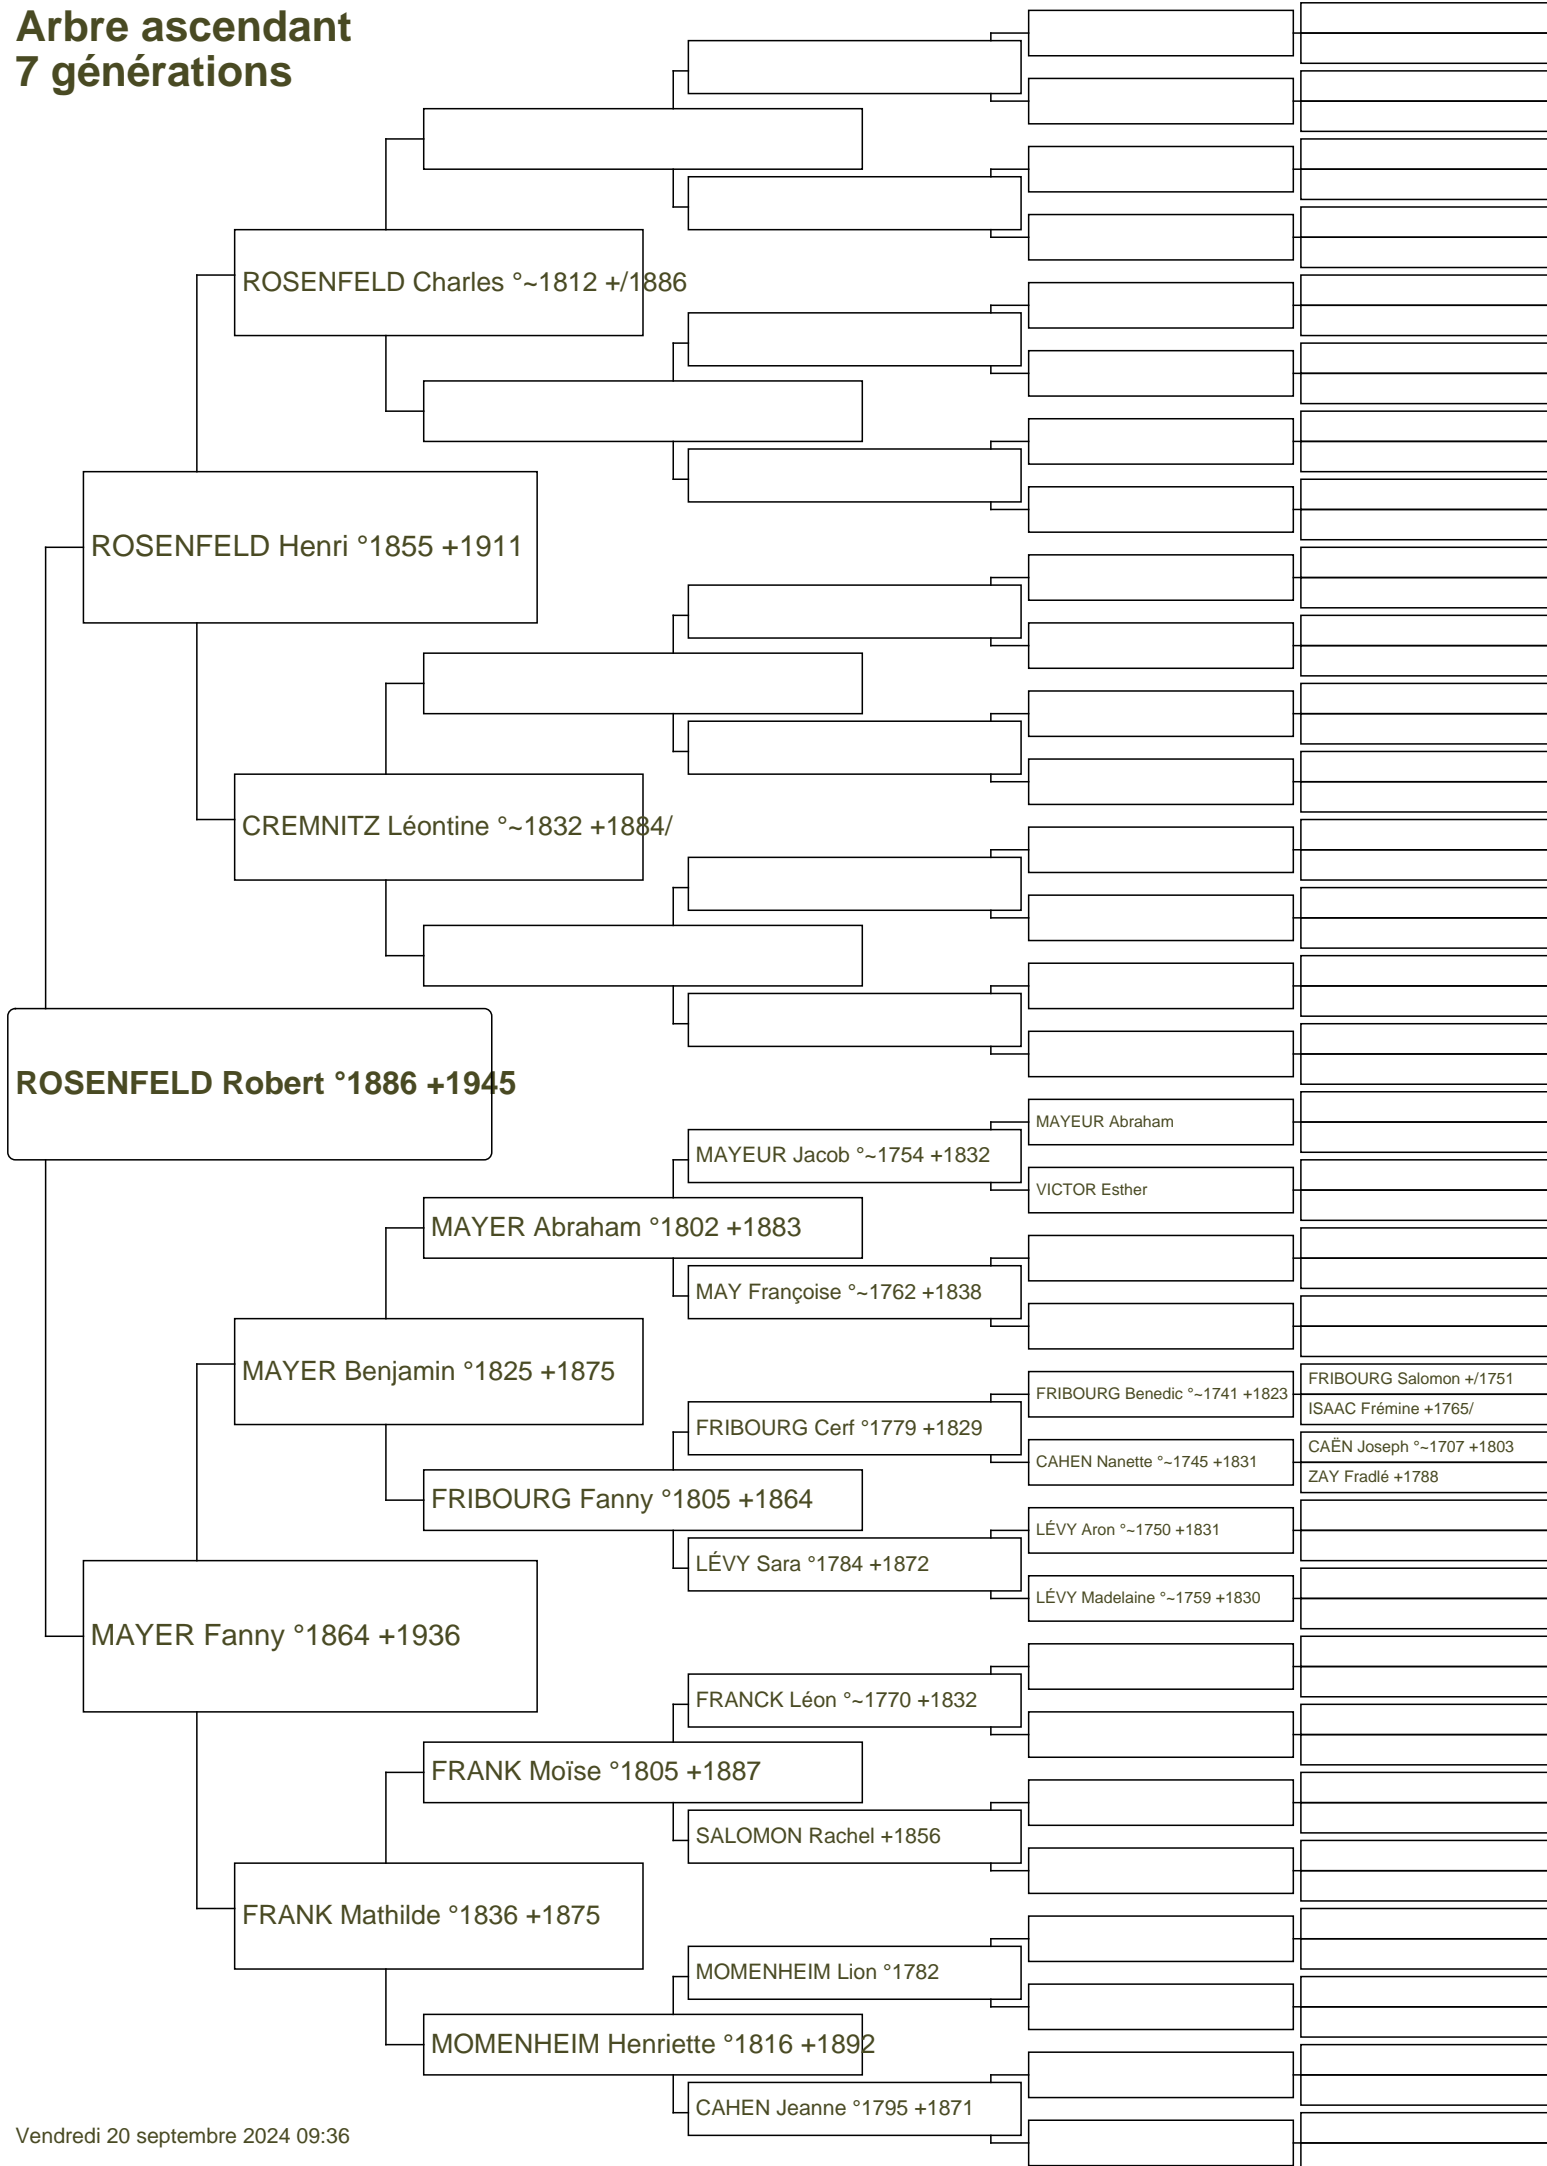 Arbre ascendant
7 générations
ROSENFELD Charles °~1812 +/1886
ROSENFELD Henri °1855 +1911
CREMNITZ Léontine °~1832 +1884/
ROSENFELD Robert °1886 +1945
MAYEUR Abraham
MAYEUR Jacob °~1754 +1832
VICTOR Esther
MAYER Abraham °1802 +1883
MAY Françoise °~1762 +1838
MAYER Benjamin °1825 +1875
FRIBOURG Salomon +/1751
FRIBOURG Benedic °~1741 +1823
ISAAC Frémine +1765/
FRIBOURG Cerf °1779 +1829
CAËN Joseph °~1707 +1803
CAHEN Nanette °~1745 +1831
ZAY Fradlé +1788
FRIBOURG Fanny °1805 +1864
LÉVY Aron °~1750 +1831
LÉVY Sara °1784 +1872
LÉVY Madelaine °~1759 +1830
MAYER Fanny °1864 +1936
FRANCK Léon °~1770 +1832
FRANK Moïse °1805 +1887
SALOMON Rachel +1856
FRANK Mathilde °1836 +1875
MOMENHEIM Lion °1782
MOMENHEIM Henriette °1816 +1892
CAHEN Jeanne °1795 +1871
Vendredi 20 septembre 2024 09:36